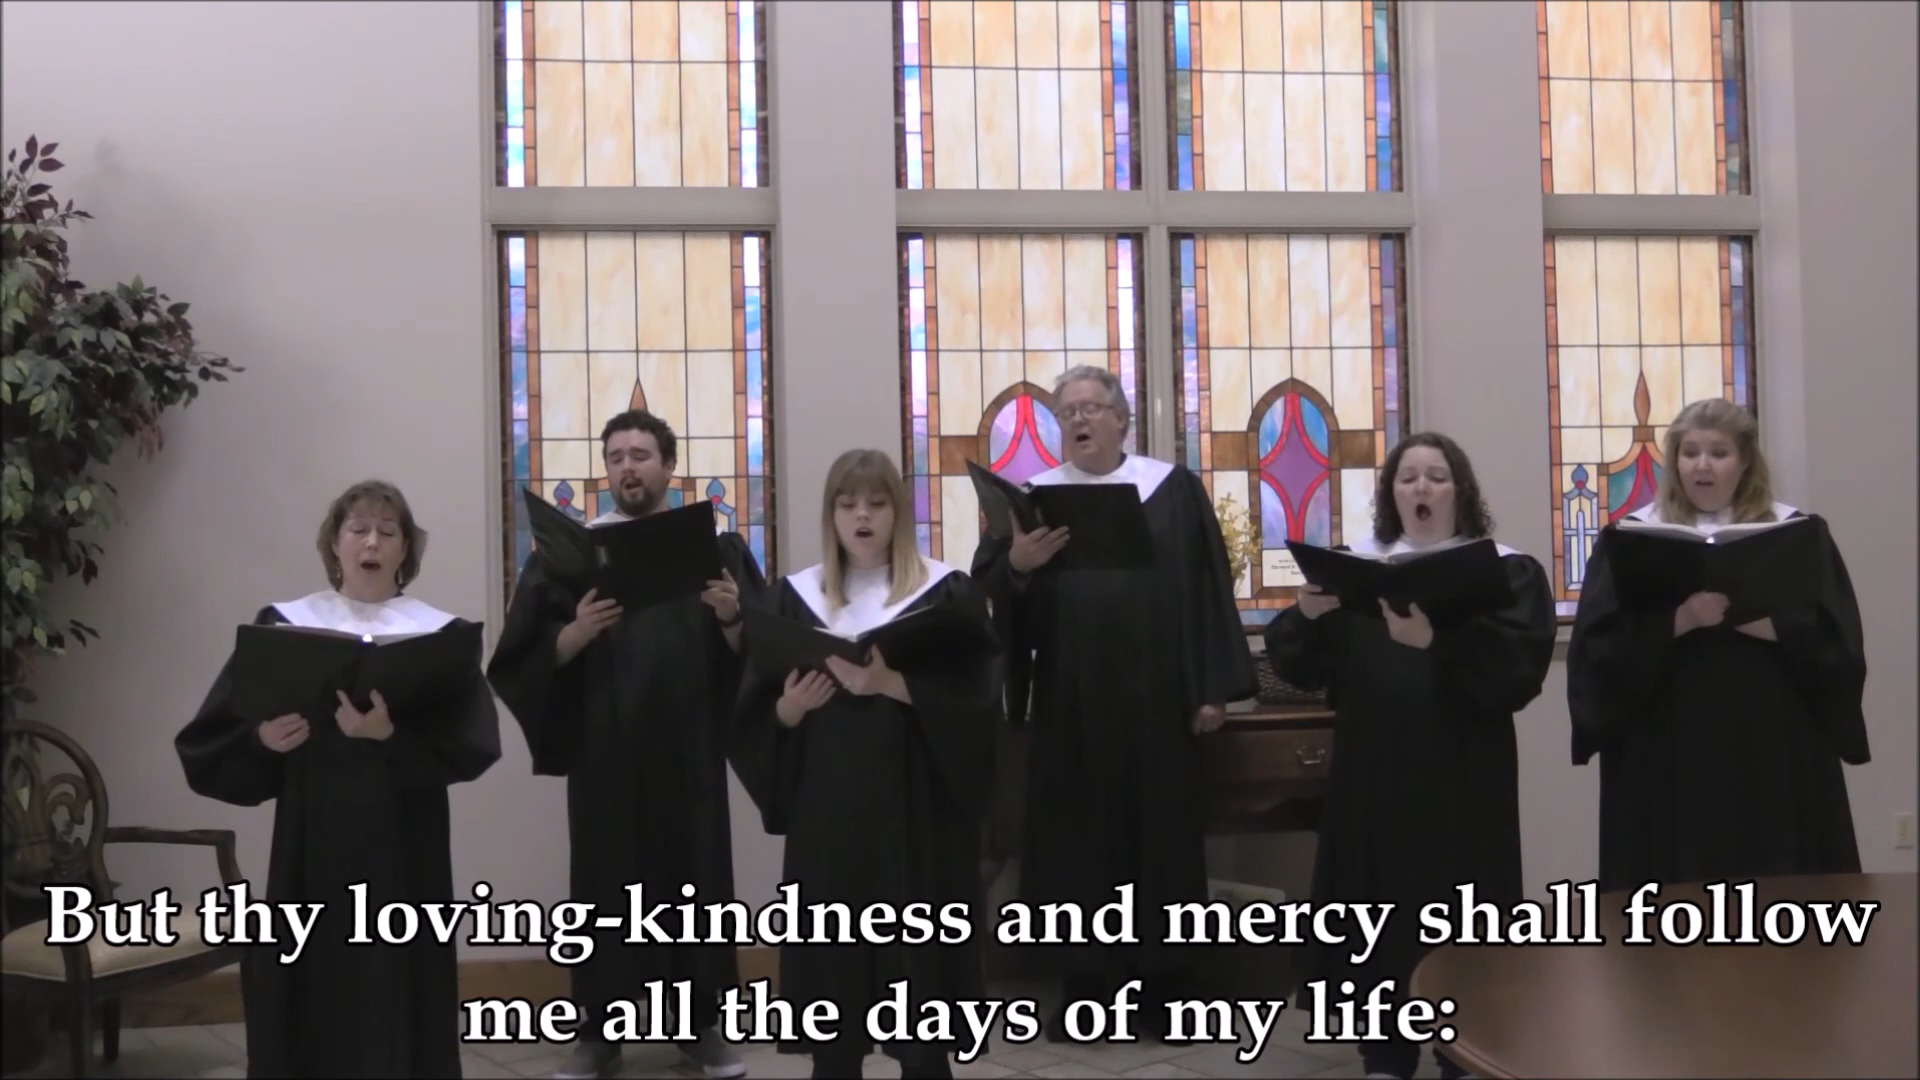 But thy loving-kindness and mercy shall follow
me all the days of my life: